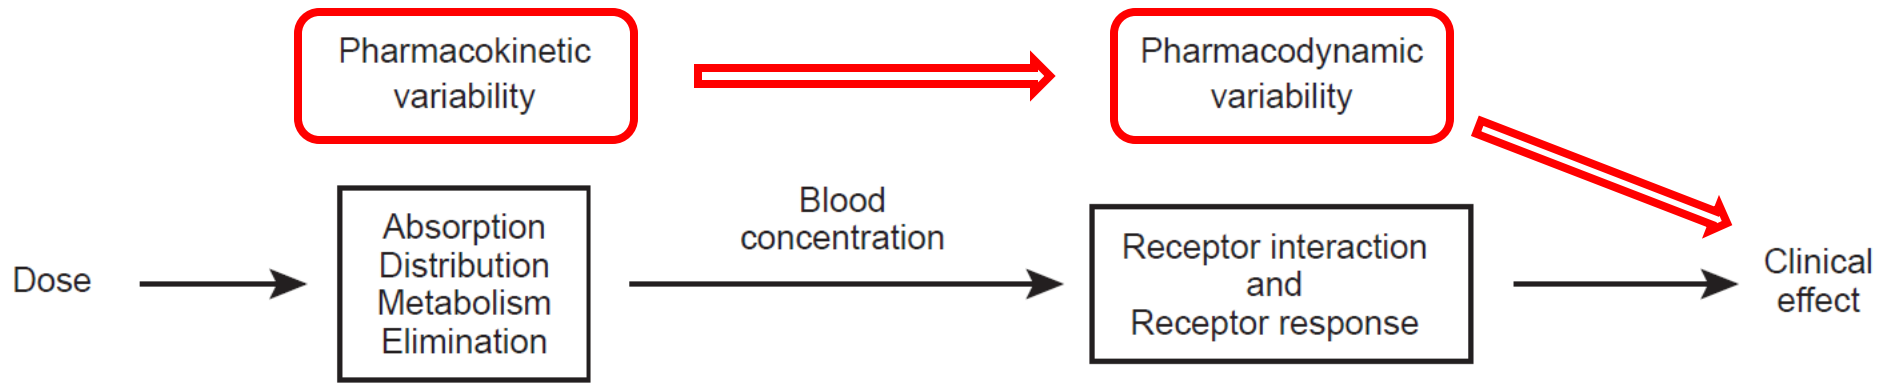 Pharmacokinetic
variability
Pharmacodynamic
variability
Dose
Absorption
Distribution
Metabolism
Elimination
Blood
concentration
Receptor interaction
and
Receptor response
Clinical
effect